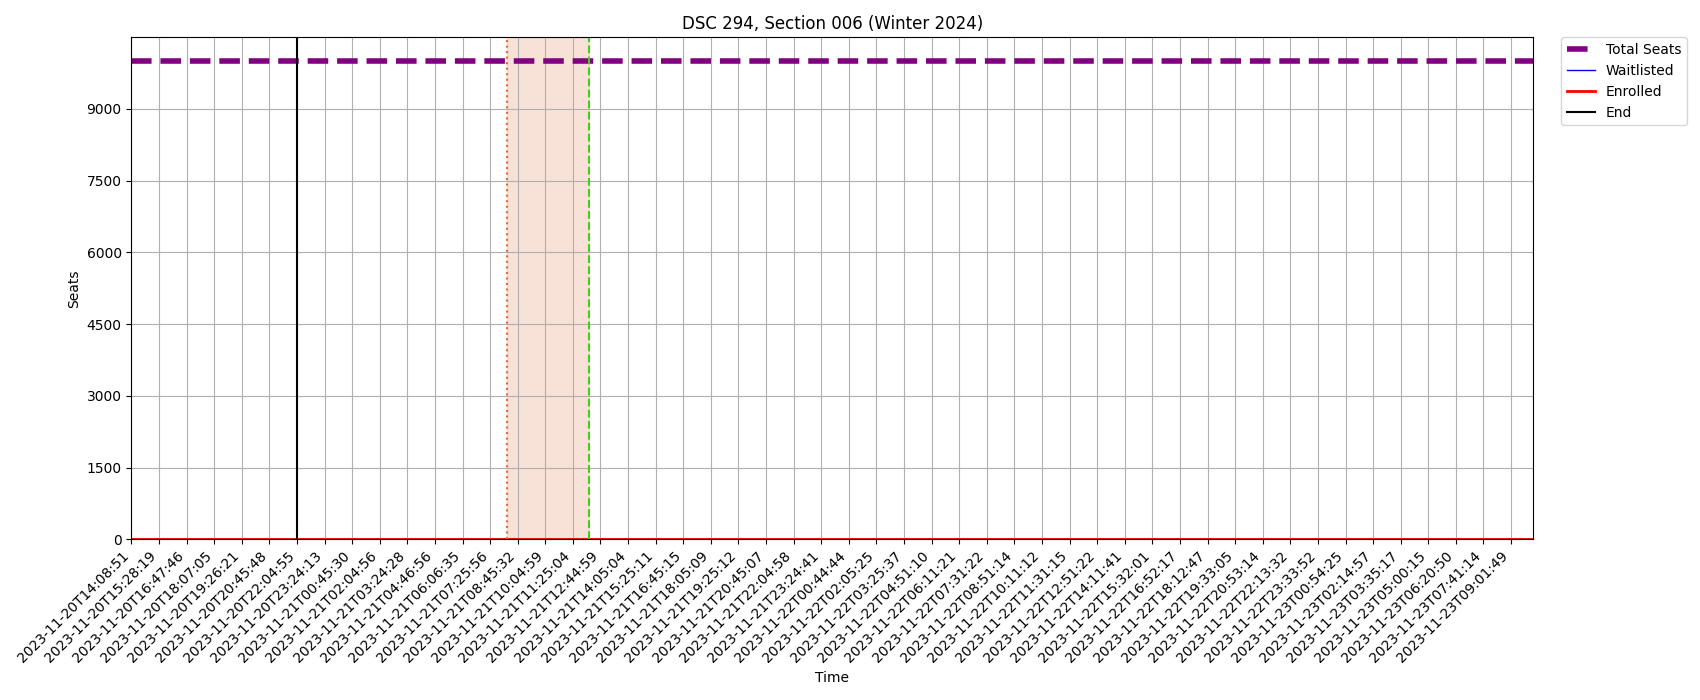 DSC 294, Section 006 (Winter 2024)
Total Seats
Waitlisted
Enrolled
End
Seats
9000
7500
6000
4500
3000
1500
0
2023-11-20T14:08:51
2023-11-20T15:28:19
2023-11-20T16:47:46
2023-11-20T18:07:05
2023-11-20T19:26:21
2023-11-20T20:45:48
2023-11-20T22:04:55
2023-11-20T23:24:13
2023-11-21T00:45:30
2023-11-21T02:04:56
2023-11-21T03:24:28
2023-11-21T04:46:56
2023-11-21T06:06:35
2023-11-21T07:25:56
2023-11-21T08:45:32
2023-11-21T10:04:59
2023-11-21T11:25:04
2023-11-21T12:44:59
2023-11-21T14:05:04
2023-11-21T15:25:11
2023-11-21T16:45:15
2023-11-21T18:05:09
2023-11-21T19:25:12
2023-11-21T20:45:07
2023-11-21T22:04:58
2023-11-21T23:24:41
2023-11-22T00:44:44
2023-11-22T02:05:25
2023-11-22T03:25:37
2023-11-22T04:51:10
2023-11-22T06:11:21
2023-11-22T07:31:22
2023-11-22T08:51:14
2023-11-22T10:11:12
2023-11-22T11:31:15
2023-11-22T12:51:22
2023-11-22T14:11:41
2023-11-22T15:32:01
2023-11-22T16:52:17
2023-11-22T18:12:47
2023-11-22T19:33:05
2023-11-22T20:53:14
2023-11-22T22:13:32
2023-11-22T23:33:52
2023-11-23T00:54:25
2023-11-23T02:14:57
2023-11-23T03:35:17
2023-11-23T05:00:15
2023-11-23T06:20:50
2023-11-23T07:41:14
2023-11-23T09:01:49
Time